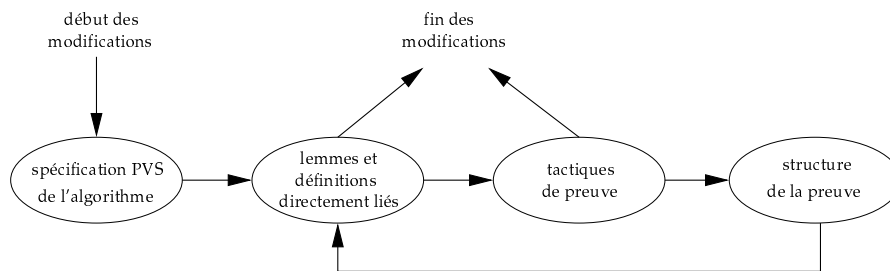 début des
modifications
fin des
modifications
spécification PVS
de l'algorithme
lemmes et
définitions
directement liés
tactiques
de preuve
structure
de la preuve